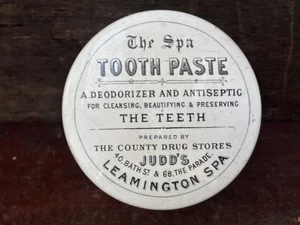 The Spa
TOOTH PASTE
A DEODORIZER AND ANTISEPTIC
FOR CLEANSING, BEAUTIFYING & PRESERVING
THE TEETH
PREPARED BY
THE COUNTY DRUG STORES
JUDD'S
40, BATH ST & 68, THE PARADE
LEAMINGTON SPA